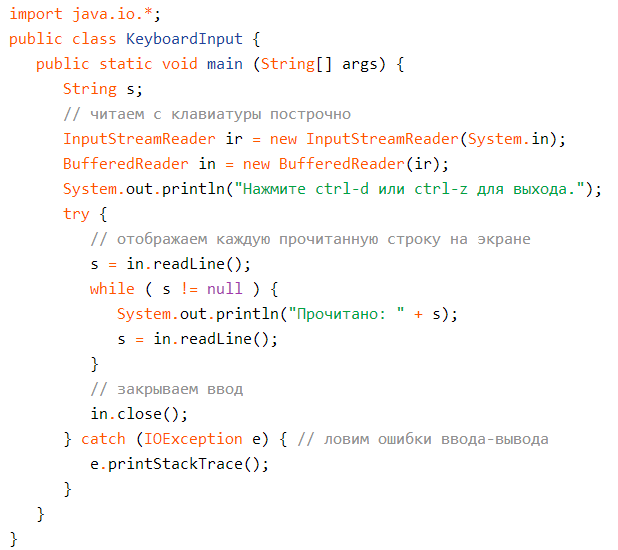 import java.io.*;
public class KeyboardInput {
   public static void main (String[] args) {
      String s;
      // читаем с клавиатуры построчно
      InputStreamReader ir = new InputStreamReader(System.in);
      BufferedReader in = new BufferedReader(ir);
      System.out.println("Нажмите ctrl-d или ctrl-z для выхода.");
      try {
         // отображаем каждую прочитанную строку на экране
         s = in.readLine();
         while ( s != null ) {
            System.out.println("Прочитано: " + s);
            s = in.readLine();
         }
         // закрываем ввод
         in.close();
      } catch (IOException e) { // ловим ошибки ввода-вывода
         e.printStackTrace();
      }
   }
}